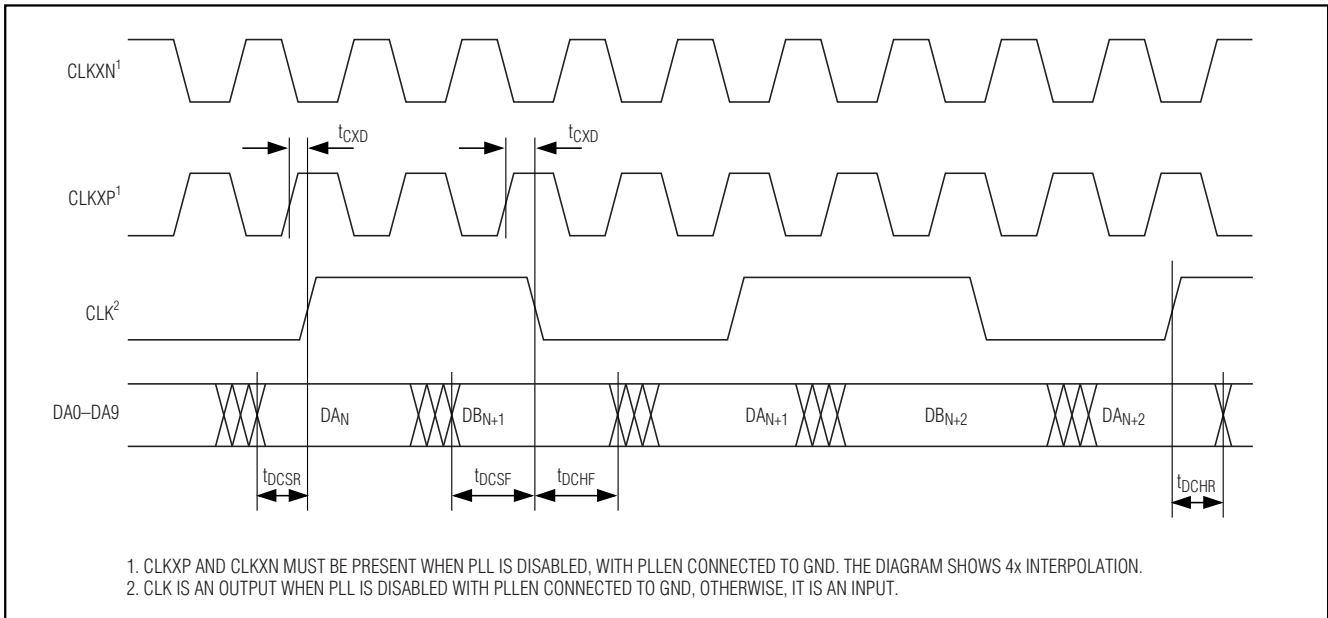 CLKXN¹
tCXD tCXD
CLKXP¹
CLK²
DA0–DA9 DAN DBN+1 DAN+1 DBN+2 DAN+2
tDCSR tDCSF tDCHF tDCHR
1. CLKXP AND CLKXN MUST BE PRESENT WHEN PLL IS DISABLED, WITH PLLEN CONNECTED TO GND. THE DIAGRAM SHOWS 4x INTERPOLATION.
2. CLK IS AN OUTPUT WHEN PLL IS DISABLED WITH PLLEN CONNECTED TO GND, OTHERWISE, IT IS AN INPUT.